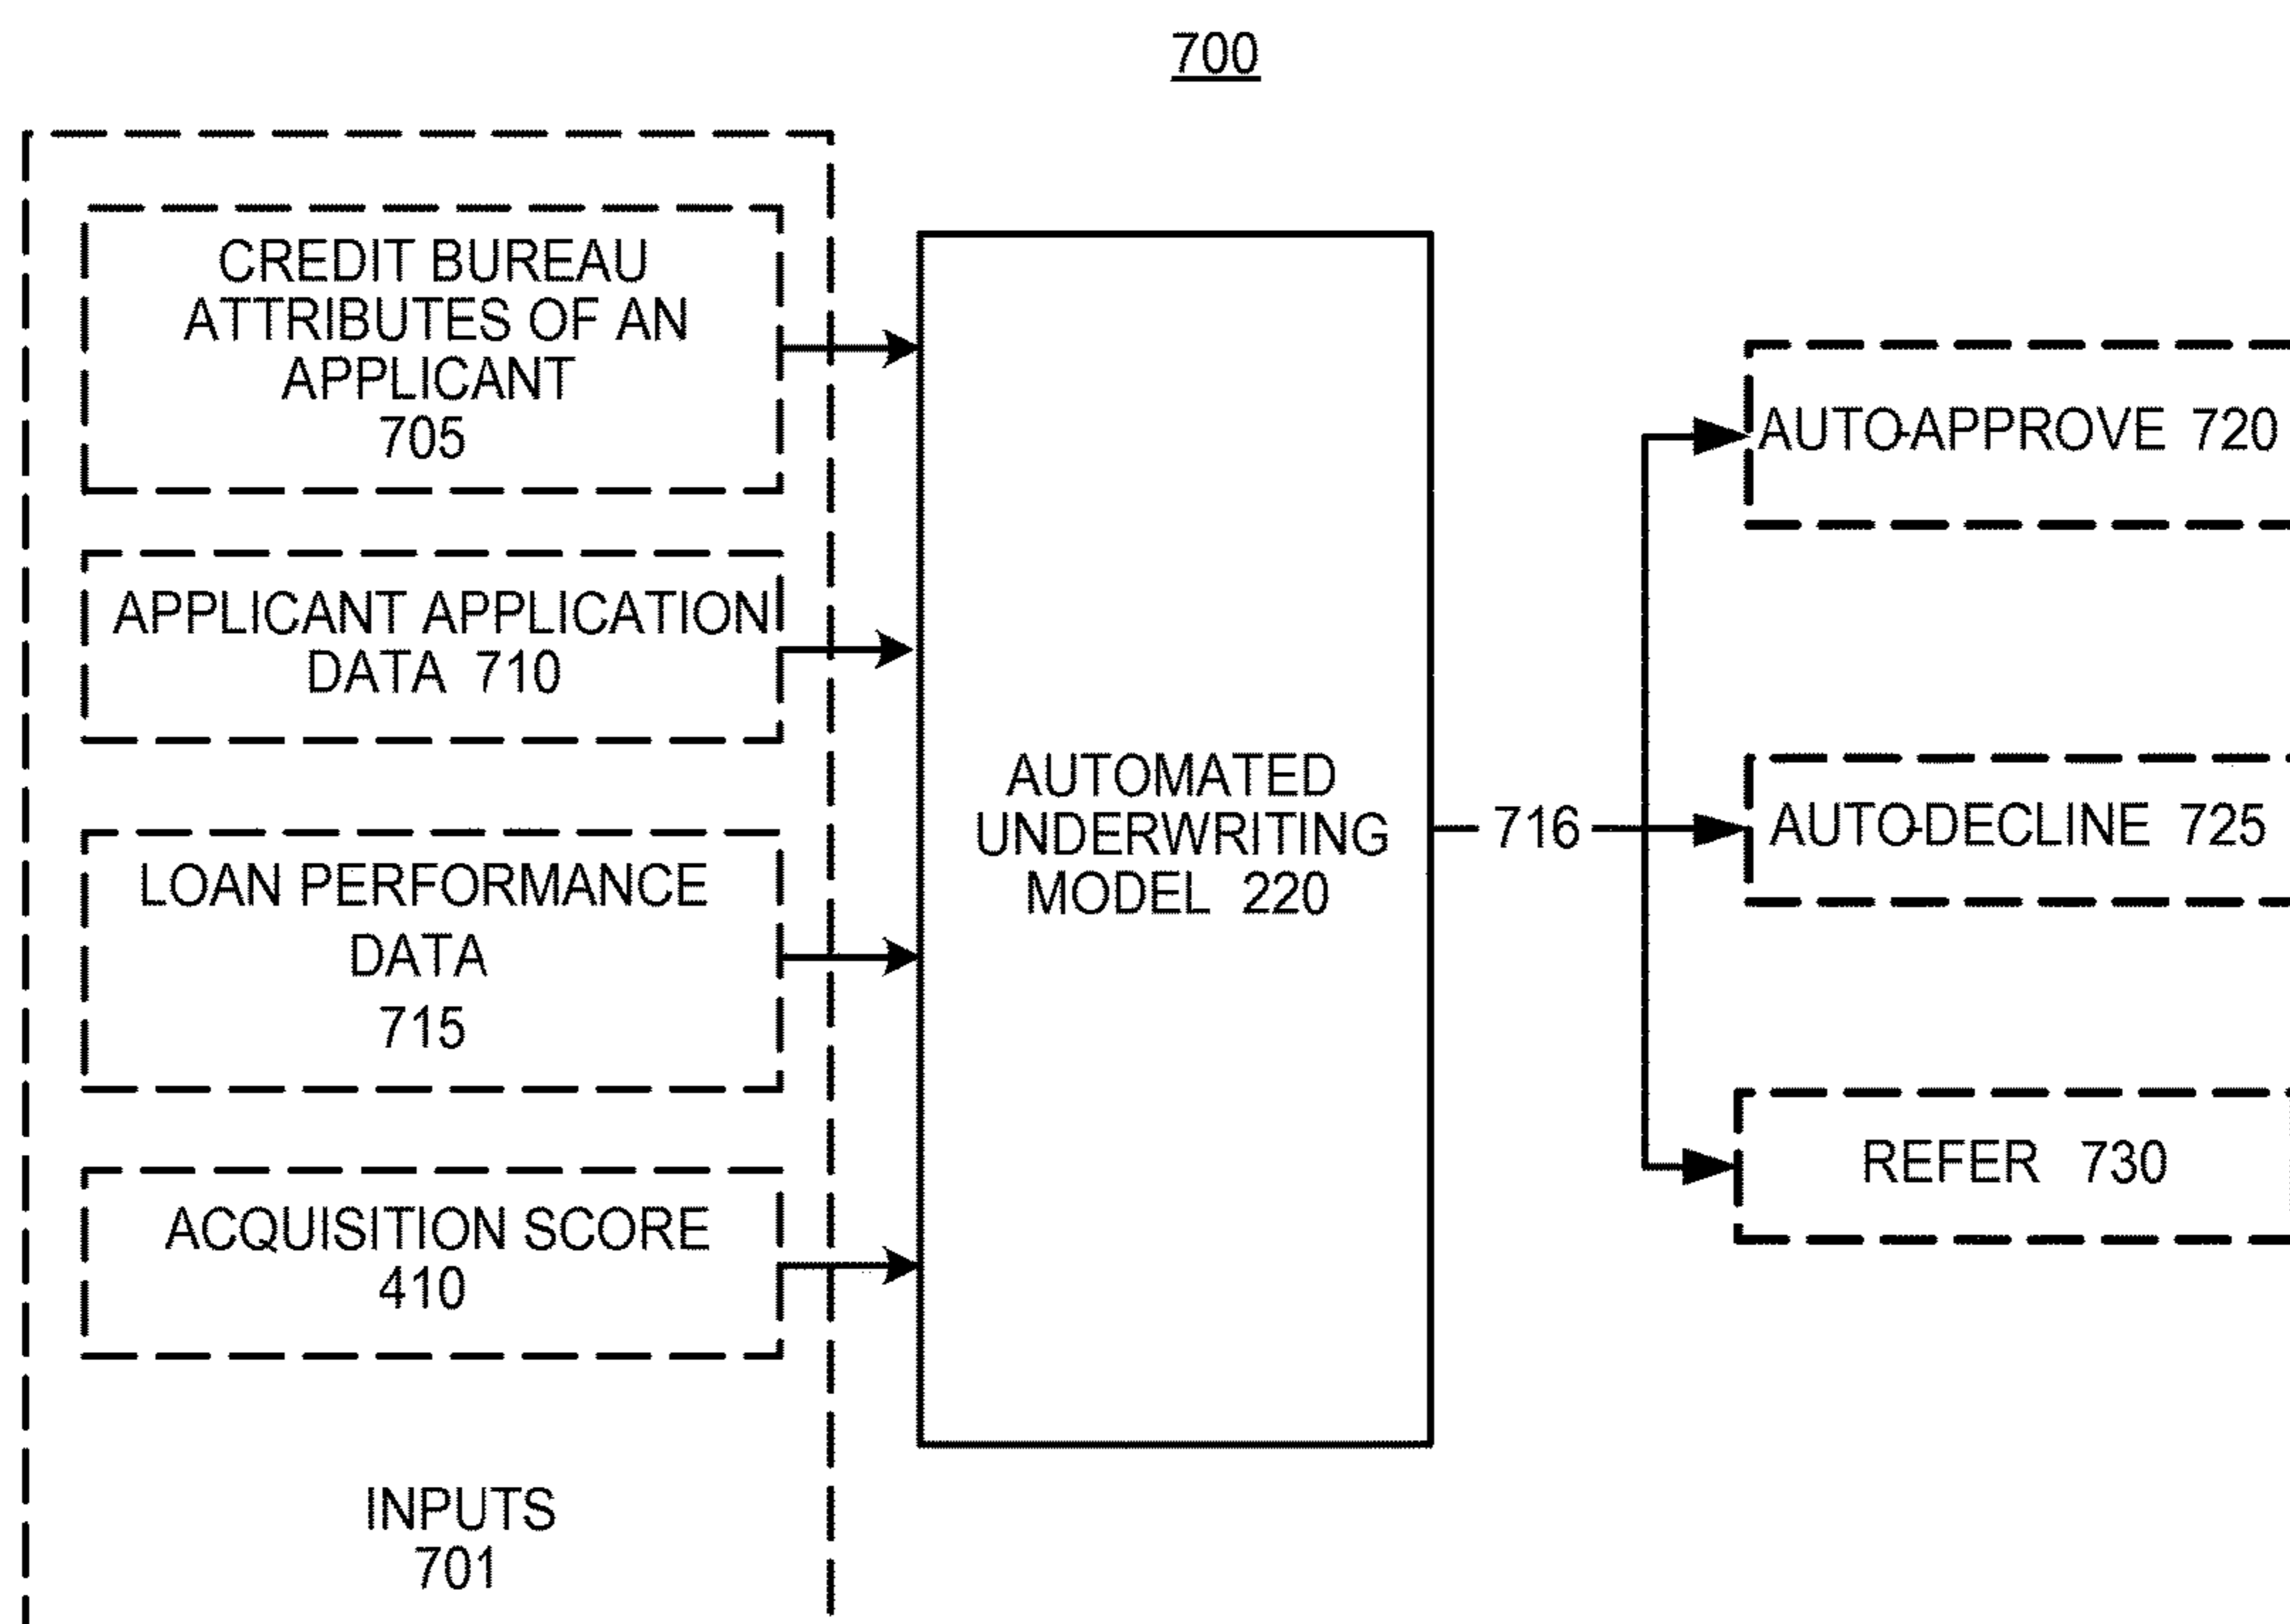 700
CREDIT BUREAU
ATTRIBUTES OF AN
APPLICANT
705
APPLICANT APPLICATION
DATA 710
LOAN PERFORMANCE
DATA
715
ACQUISITION SCORE
410
INPUTS
701
AUTOMATED
UNDERWRITING
MODEL 220
716
AUTO-APPROVE 720
AUTO-DECLINE 725
REFER 730